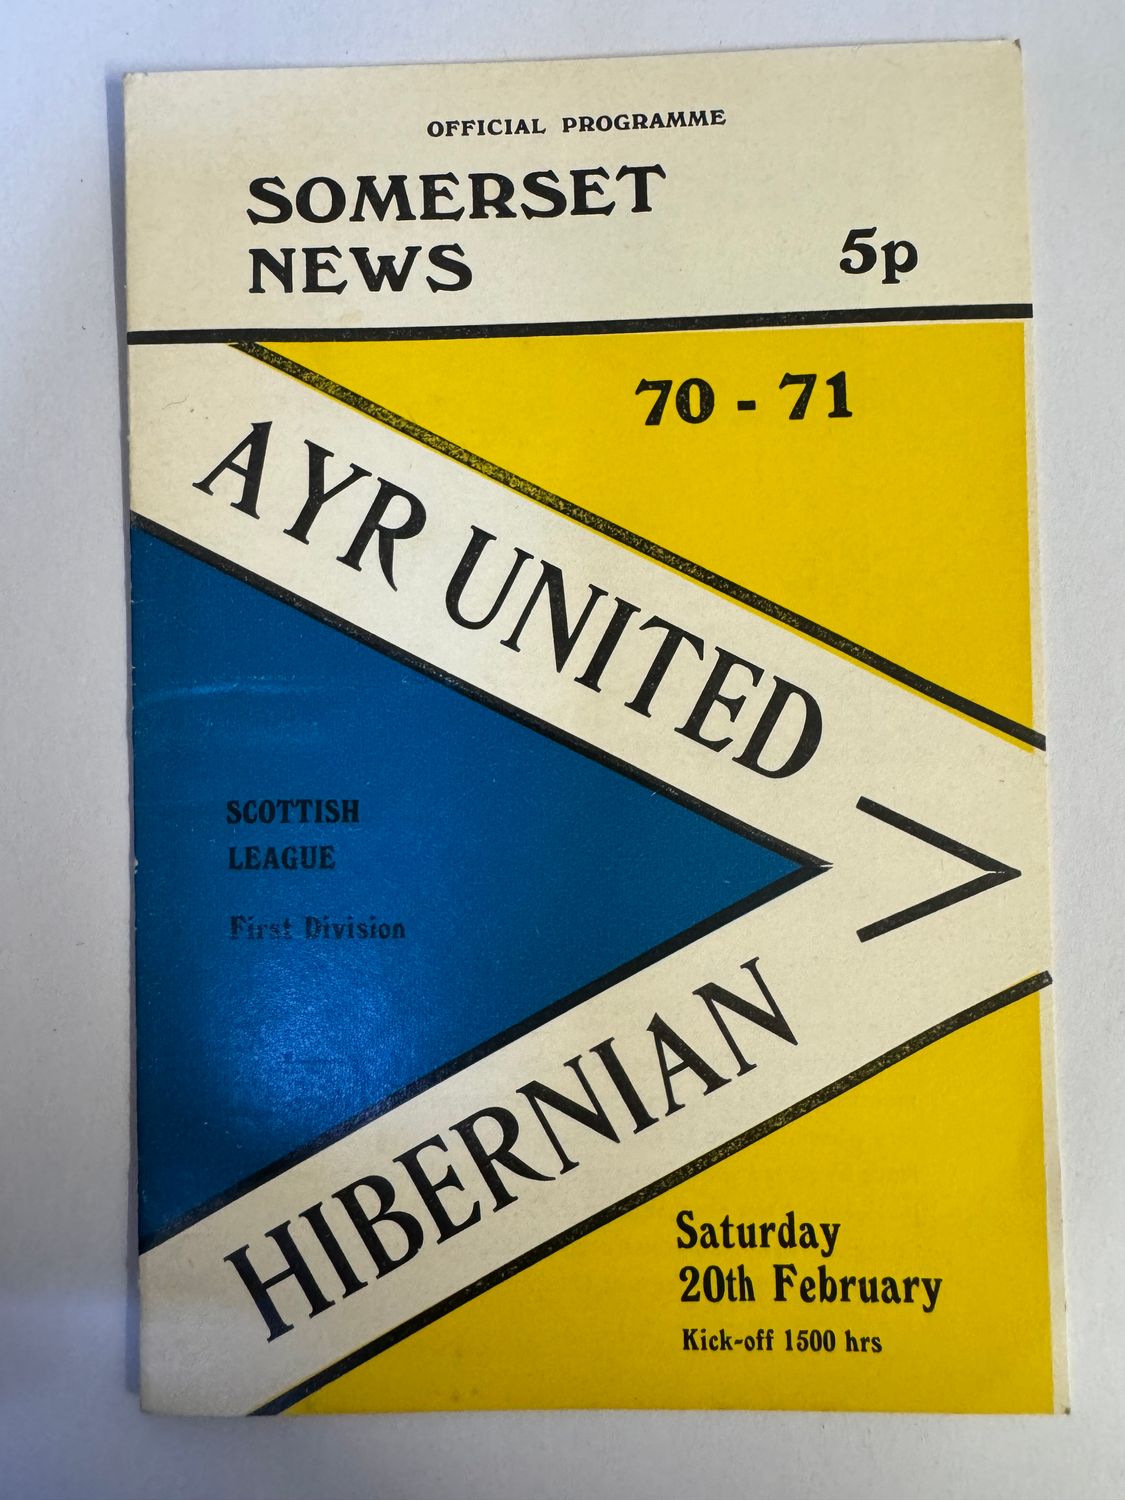 OFFICIAL PROGRAMME
SOMERSET
NEWS
5p
70 - 71
AYR UNITED
SCOTTISH
LEAGUE
First Division
HIBERNIAN
Saturday
20th February
Kick-off 1500 hrs